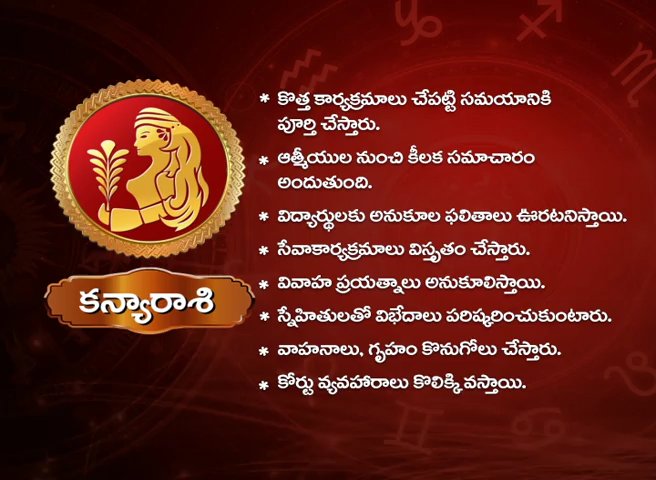 * కొత్త కార్యక్రమాలు చేపట్టి సమయానికి
పూర్తి చేస్తారు.
* ఆత్మీయుల నుంచి కీలక సమాచారం
అందుతుంది.
* విద్యార్థులకు అనుకూల ఫలితాలు ఊరటనిస్తాయి.
* సేవాకార్యక్రమాలు విస్తృతం చేస్తారు.
* వివాహ ప్రయత్నాలు అనుకూలిస్తాయి.
* స్నేహితులతో విభేదాలు పరిష్కరించుకుంటారు.
* వాహనాలు, గృహం కొనుగోలు చేస్తారు.
* కోర్టు వ్యవహారాలు కొలిక్కి వస్తాయి.
కన్యారాశి